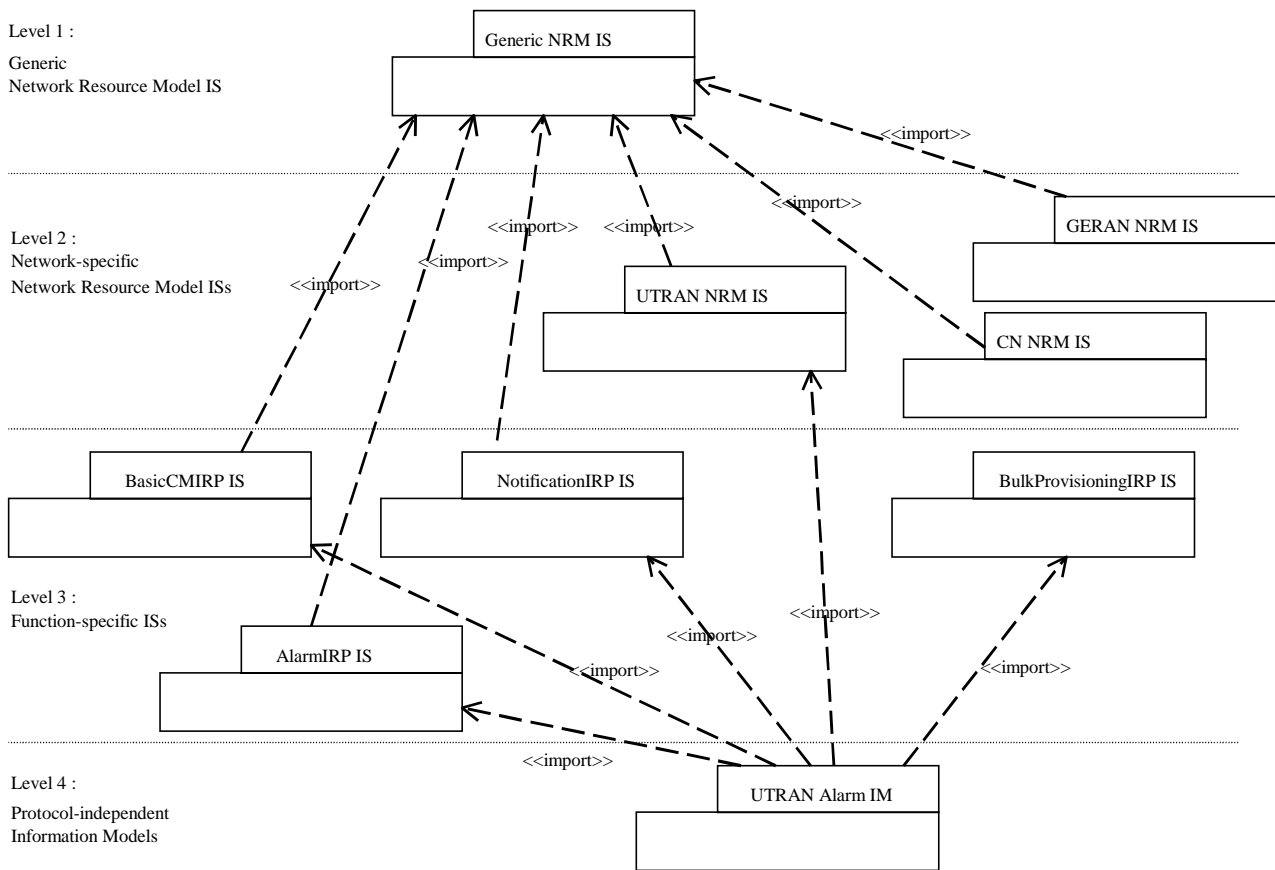 Level 1 :
Generic
Network Resource Model IS
Generic NRM IS
<<import>>
Level 2 :
Network-specific
Network Resource Model ISs
<<import>>
<<import>>
<<import>>
<<import>>
<<import>>
GERAN NRM IS
UTRAN NRM IS
CN NRM IS
BasicCMIRP IS
NotificationIRP IS
BulkProvisioningIRP IS
Level 3 :
Function-specific ISs
<<import>>
<<import>>
<<import>>
<<import>>
AlarmIRP IS
<<import>>
Level 4 :
Protocol-independent
Information Models
UTRAN Alarm IM